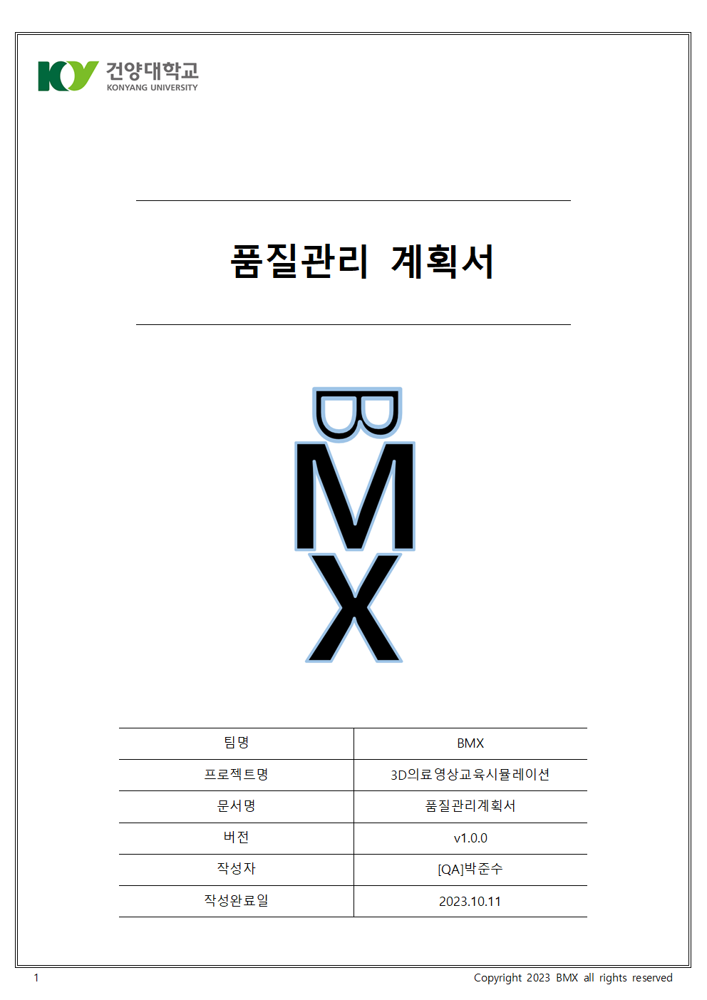 건양대학교
KONYANG UNIVERSITY
품질관리 계획서
B
M
X
팀명 BMX
프로젝트명 3D의료영상교육시뮬레이션
문서명 품질관리계획서
버전 v1.0.0
작성자 [QA]박준수
작성완료일 2023.10.11
1 Copyright 2023 BMX all rights reserved